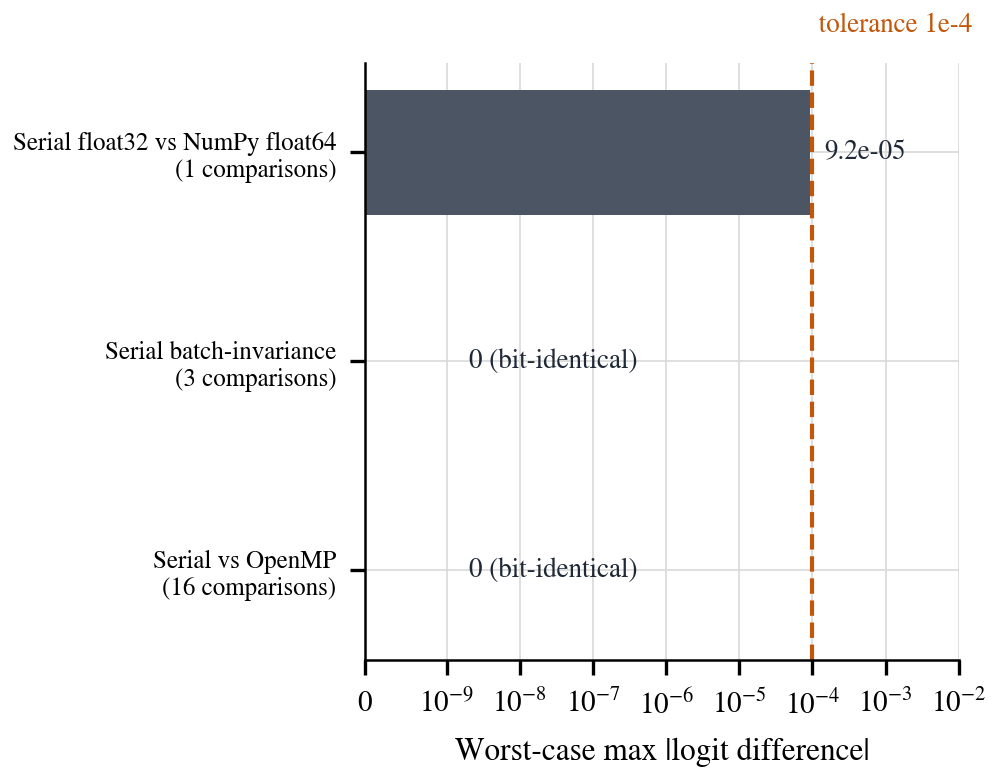 tolerance 1e-4
Serial float32 vs NumPy float64
(1 comparisons)
9.2e-05
Serial batch-invariance
(3 comparisons)
0 (bit-identical)
Serial vs OpenMP
(16 comparisons)
0 (bit-identical)
0 10⁻⁹ 10⁻⁸ 10⁻⁷ 10⁻⁶ 10⁻⁵ 10⁻⁴ 10⁻³ 10⁻²
Worst-case max |logit difference|